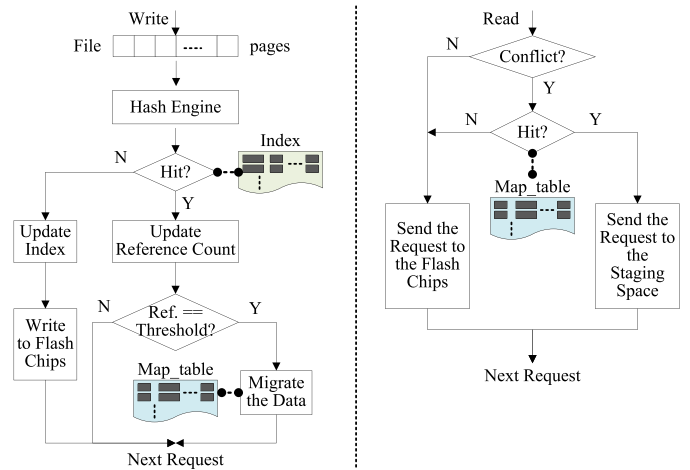 Write
File
pages
Hash Engine
Index
N
Hit?
Y
Update
Index
Update
Reference Count
N
Ref. ==
Threshold?
Y
Write
to Flash
Chips
Map_table
Migrate
the Data
Next Request
Read
N
Conflict?
Y
N
Hit?
Y
Map_table
Send the
Request to
the Flash
Chips
Send the
Request to
the
Staging
Space
Next Request